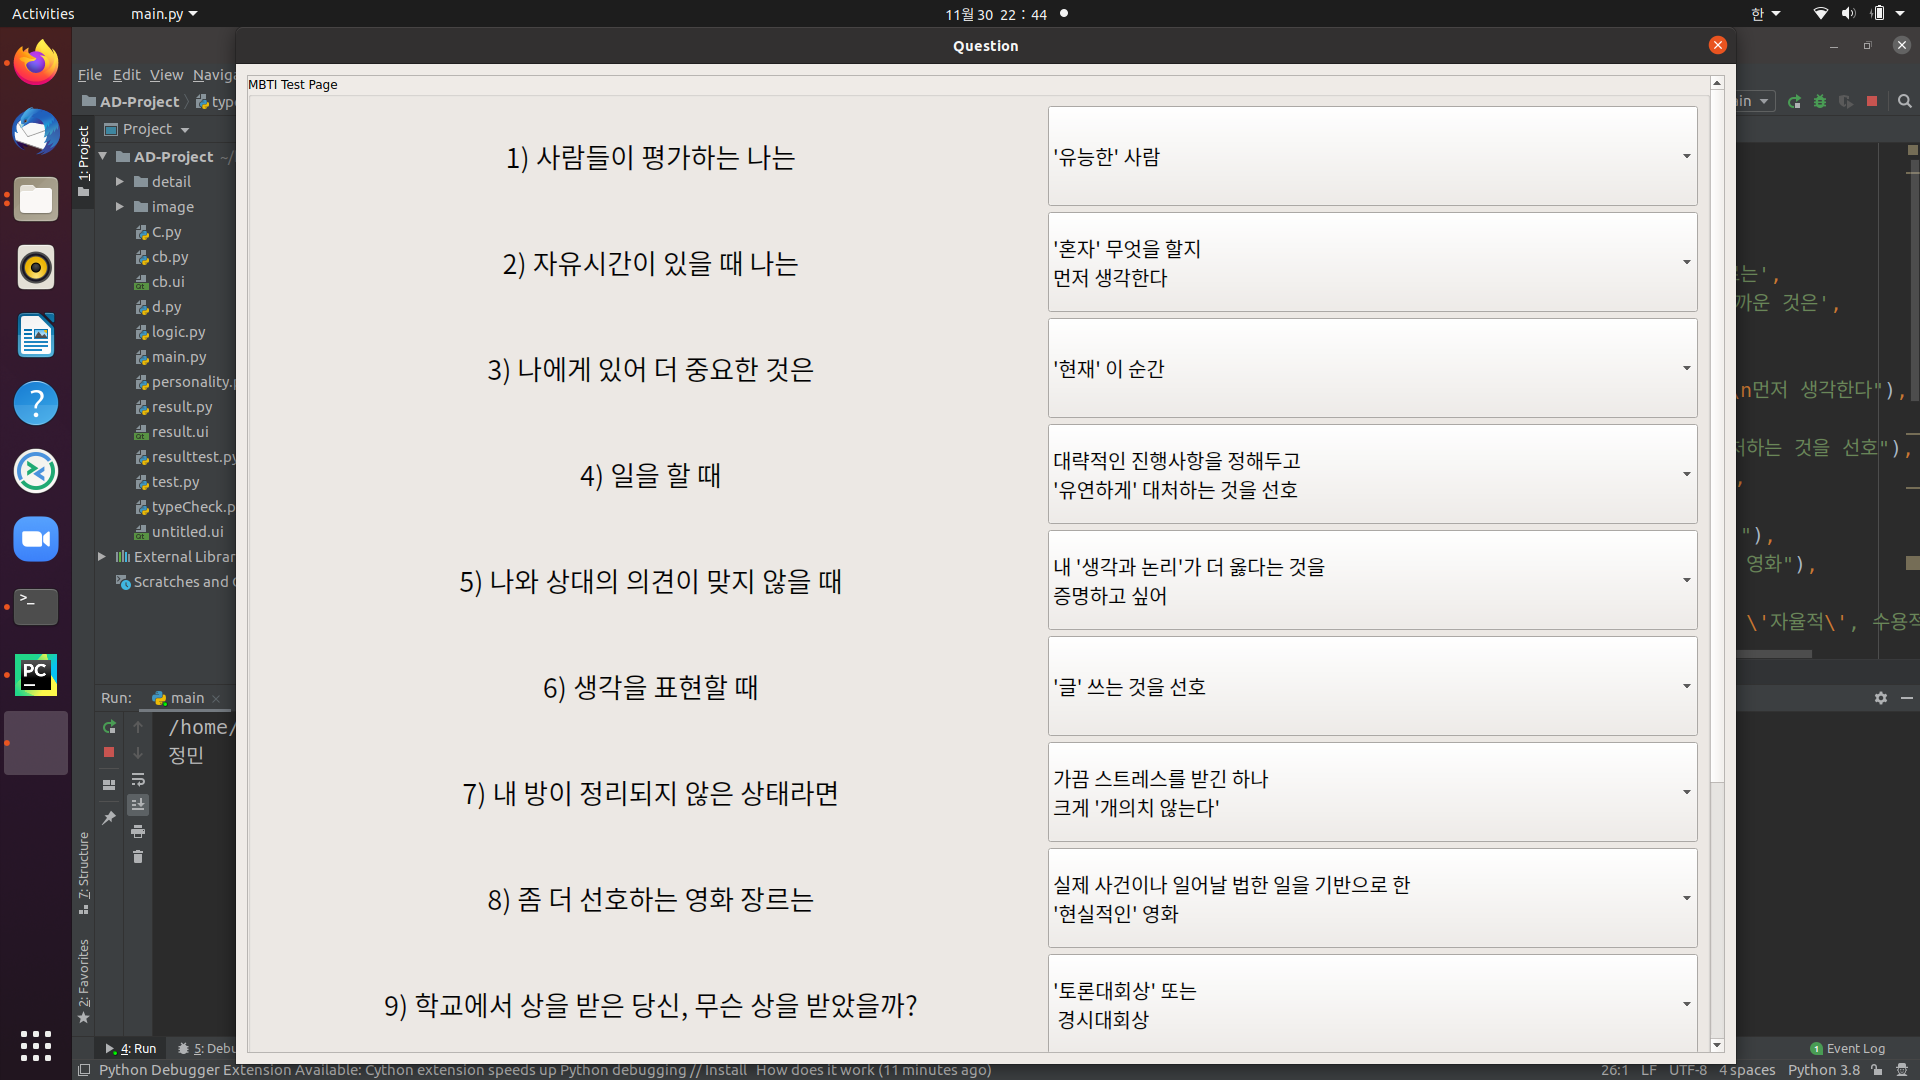 Activities
main.py
11월 30 22 : 44
한
Question
File Edit View
AD-Project
main
MBTI Test Page
1: Project
Project
AD-Project ~/
detail
image
C.py
cb.py
cb.ui
d.py
logic.py
main.py
result.py
result.ui
test.py
untitled.ui
External
Scratches and
1) 사람들이 평가하는 나는
'유능한' 사람
2) 자유시간이 있을 때 나는
'혼자' 무엇을 할지
먼저 생각한다
3) 나에게 있어 더 중요한 것은
'현재' 이 순간
4) 일을 할 때
대략적인 진행사항을 정해두고
'유연하게' 대처하는 것을 선호
5) 나와 상대의 의견이 맞지 않을 때
내 '생각과 논리'가 더 옳다는 것을
증명하고 싶어
6) 생각을 표현할 때
'글' 쓰는 것을 선호
7) 내 방이 정리되지 않은 상태라면
가끔 스트레스를 받긴 하나
크게 '개의치 않는다'
8) 좀 더 선호하는 영화 장르는
실제 사건이나 일어날 법한 일을 기반으로 한
'현실적인' 영화
9) 학교에서 상을 받은 당신, 무슨 상을 받았을까?
'토론대회상' 또는
경시대회상
것은',
\n먼저 생각한다"),
것을 선호"),
"),
영화"),
\'자율적\',
Run:
main
/home/
정민
7: Structure
2: Favorites
4: Run
5:
Event Log
Python Debugger Extension Available: Cython extension speeds up Python debugging // Install How does it work (11 minutes ago)
26:1 LF UTF-8 4 spaces Python 3.8